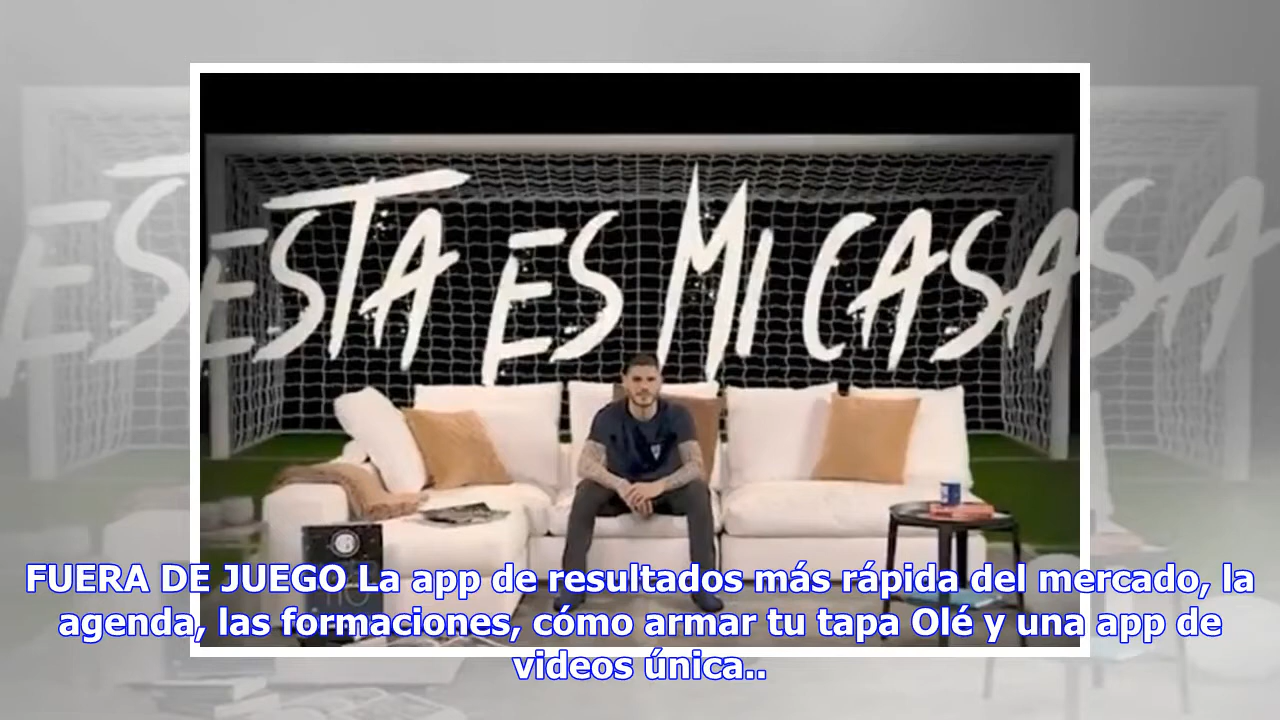 ESTA ES MI CASA
FUERA DE JUEGO La app de resultados más rápida del mercado, la
agenda, las formaciones, cómo armar tu tapa Olé y una app de
videos única..